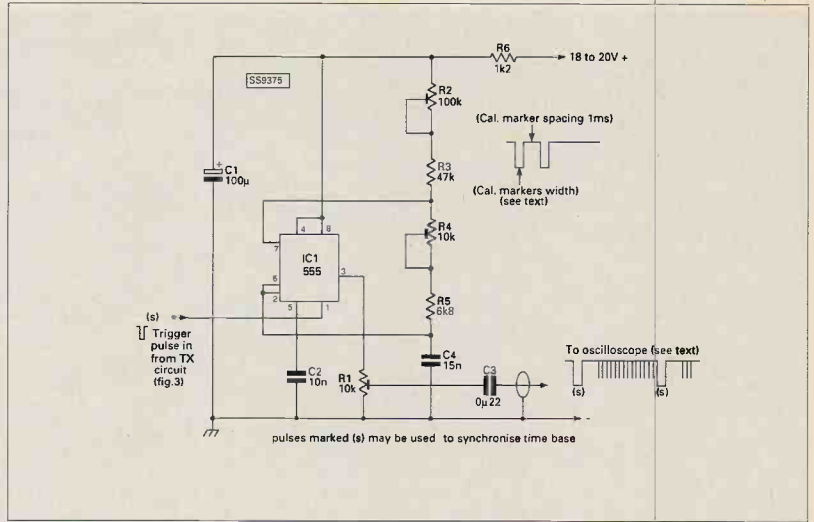 R6
1k2
18 to 20V +
SS9375
R2
100k
(Cal. marker spacing 1ms)
R3
47k
(Cal. markers width)
(see text)
+
C1
100µ
4
8
7
R4
10k
IC1
555
3
6
2
5
1
R5
6k8
(s)
Trigger
pulse in
from TX
circuit
(fig.3)
C2
10n
R1
10k
C4
15n
C3
0µ22
To oscilloscope (see text)
(s)
(s)
-
pulses marked (s) may be used to synchronise time base